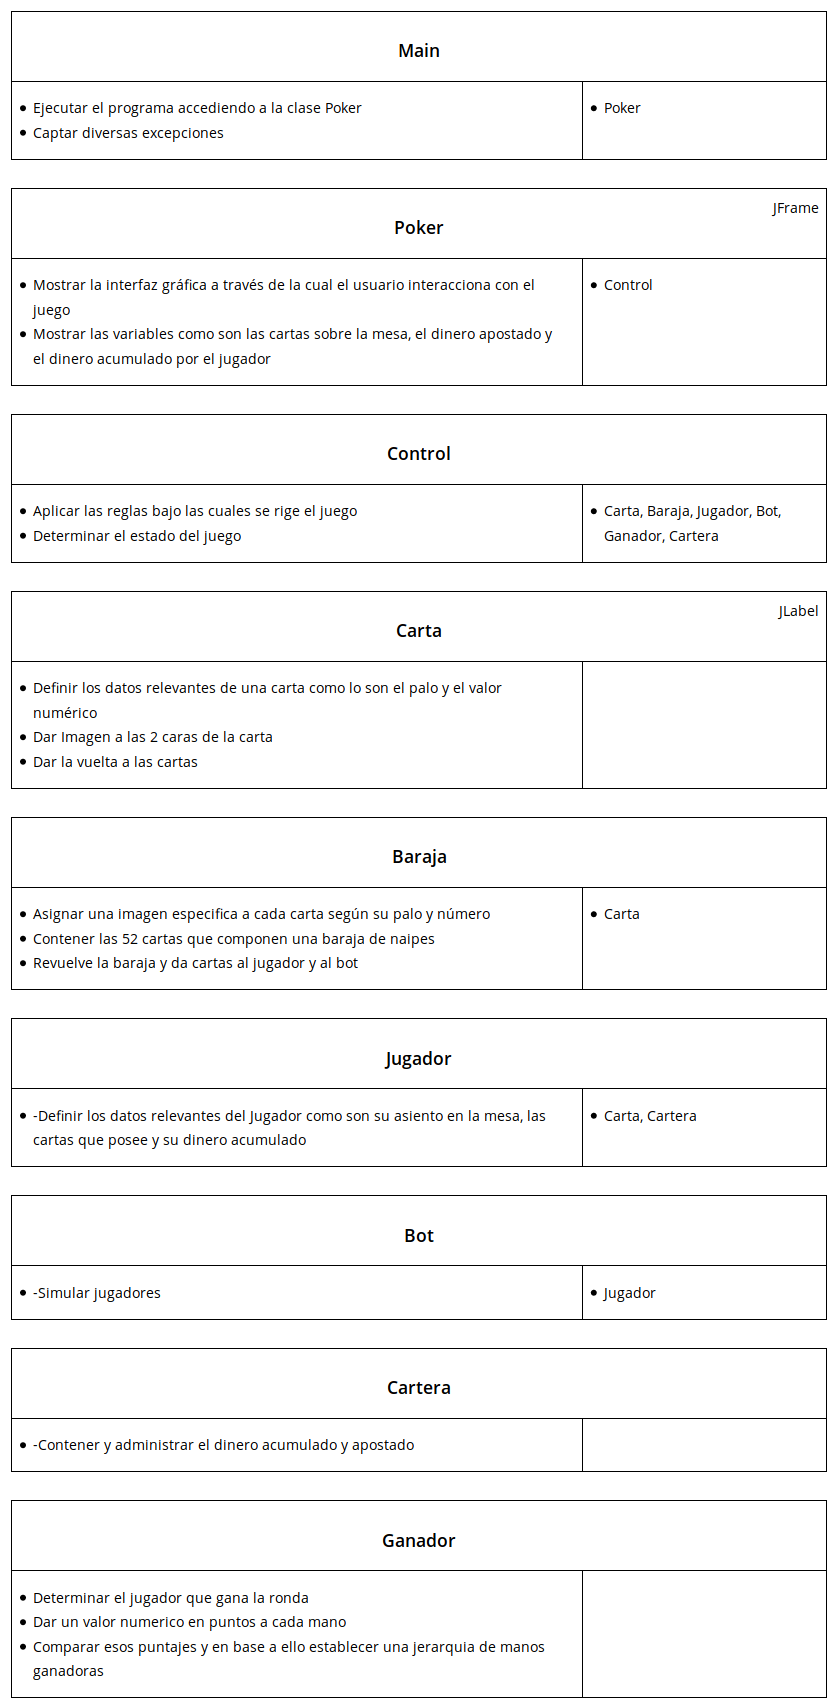 Main
• Ejecutar el programa accediendo a la clase Poker
• Captar diversas excepciones
• Poker
JFrame
Poker
• Mostrar la interfaz gráfica a través de la cual el usuario interacciona con el
juego
• Mostrar las variables como son las cartas sobre la mesa, el dinero apostado y
el dinero acumulado por el jugador
• Control
Control
• Aplicar las reglas bajo las cuales se rige el juego
• Determinar el estado del juego
• Carta, Baraja, Jugador, Bot,
Ganador, Cartera
JLabel
Carta
• Definir los datos relevantes de una carta como lo son el palo y el valor
numérico
• Dar Imagen a las 2 caras de la carta
• Dar la vuelta a las cartas
Baraja
• Asignar una imagen especifica a cada carta según su palo y número
• Contener las 52 cartas que componen una baraja de naipes
• Revuelve la baraja y da cartas al jugador y al bot
• Carta
Jugador
• -Definir los datos relevantes del Jugador como son su asiento en la mesa, las
cartas que posee y su dinero acumulado
• Carta, Cartera
Bot
• -Simular jugadores
• Jugador
Cartera
• -Contener y administrar el dinero acumulado y apostado
Ganador
• Determinar el jugador que gana la ronda
• Dar un valor numerico en puntos a cada mano
• Comparar esos puntajes y en base a ello establecer una jerarquia de manos
ganadoras